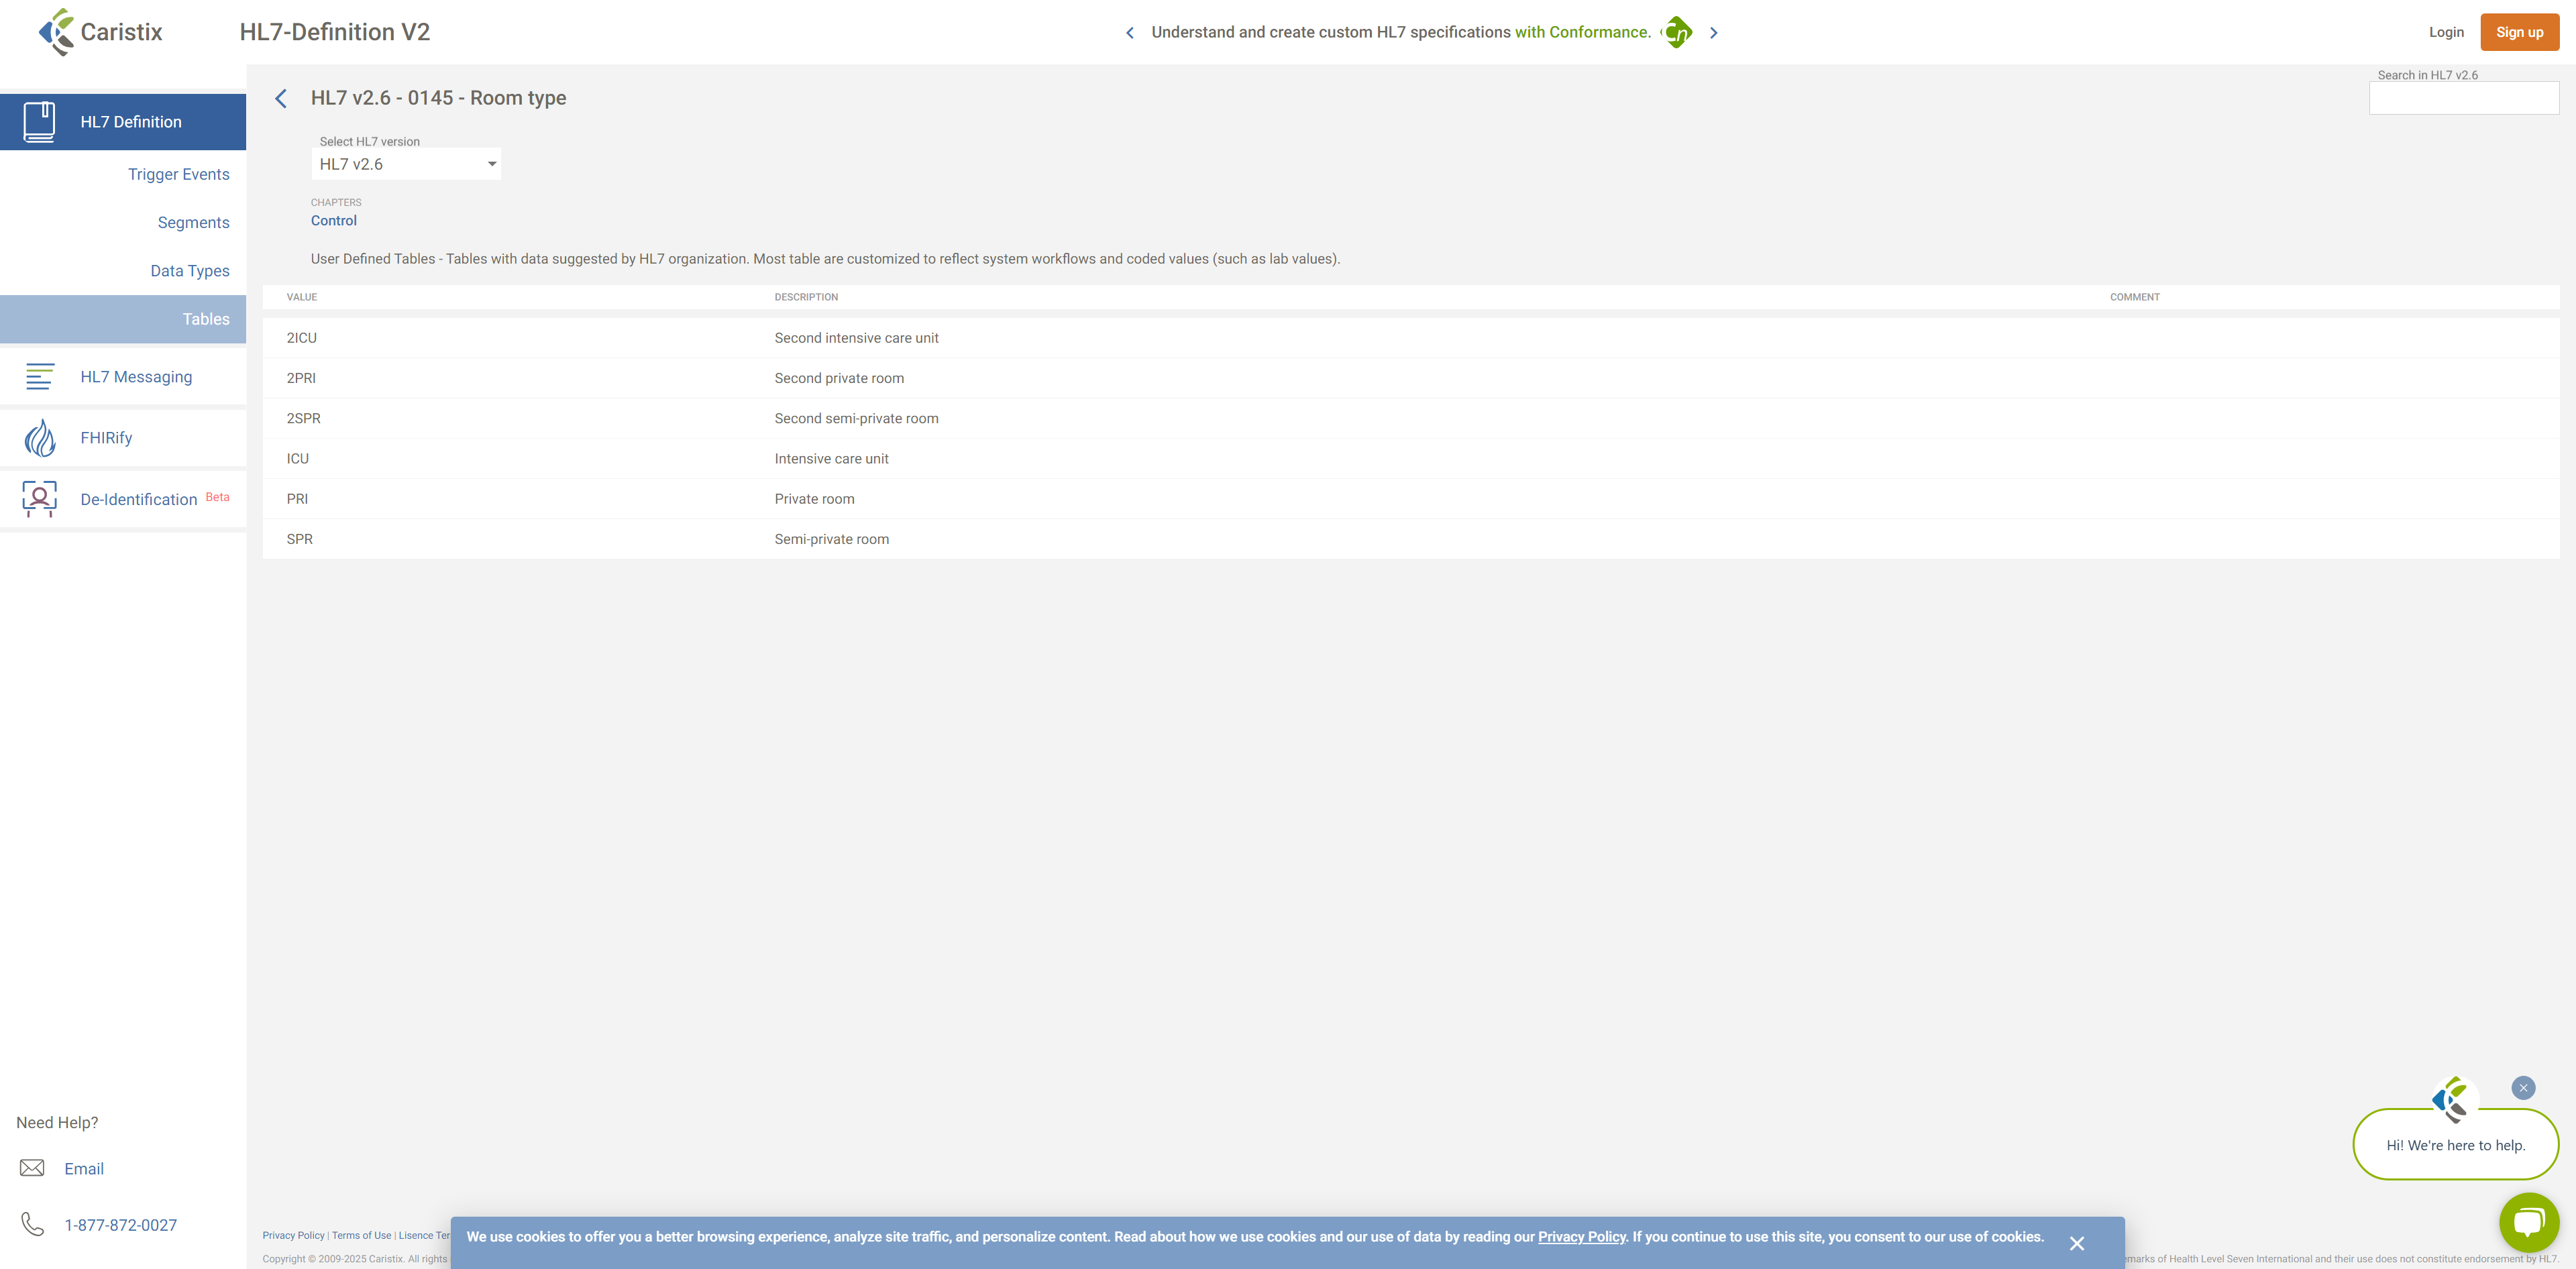 Caristix
HL7-Definition V2
Understand and create custom HL7 specifications with Conformance.
Cn
Login
Sign up
HL7 Definition
Trigger Events
Segments
Data Types
Tables
HL7 Messaging
FHIRify
De-Identification Beta
Need Help?
Email
1-877-872-0027
HL7 v2.6 - 0145 - Room type
Search in HL7 v2.6
Select HL7 version
HL7 v2.6
CHAPTERS
Control
User Defined Tables - Tables with data suggested by HL7 organization. Most table are customized to reflect system workflows and coded values (such as lab values).
VALUE DESCRIPTION COMMENT
2ICU Second intensive care unit
2PRI Second private room
2SPR Second semi-private room
ICU Intensive care unit
PRI Private room
SPR Semi-private room
Hi! We're here to help.
Privacy Policy | Terms of Use | Lisence Ter
We use cookies to offer you a better browsing experience, analyze site traffic, and personalize content. Read about how we use cookies and our use of data by reading our Privacy Policy. If you continue to use this site, you consent to our use of cookies.
Copyright © 2009-2025 Caristix. All rights
emarks of Health Level Seven International and their use does not constitute endorsement by HL7.